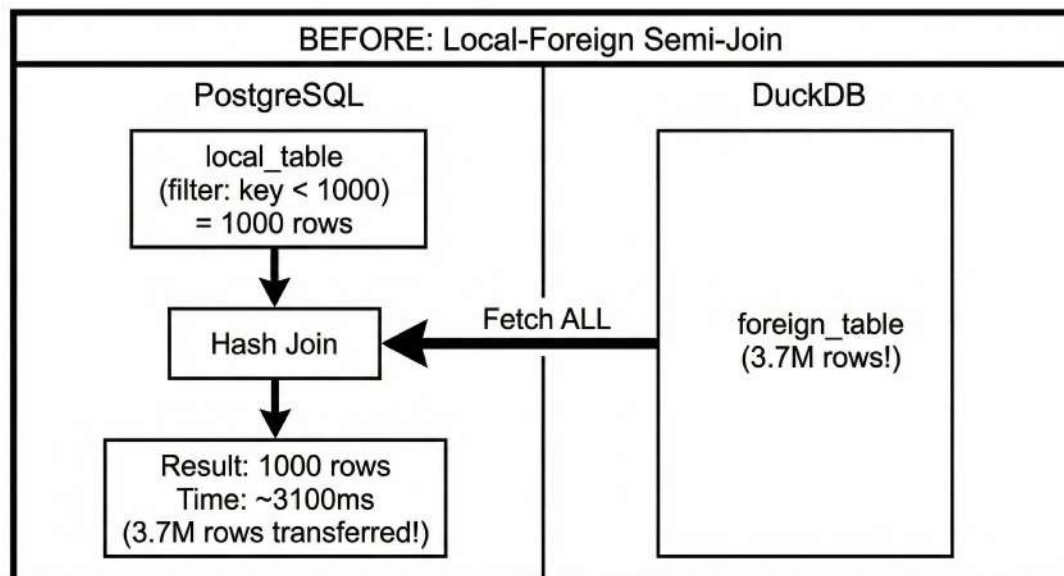 BEFORE: Local-Foreign Semi-Join
PostgreSQL
local_table
(filter: key < 1000)
= 1000 rows
Hash Join
Result: 1000 rows
Time: ~3100ms
(3.7M rows transferred!)
Fetch ALL
DuckDB
foreign_table
(3.7M rows!)